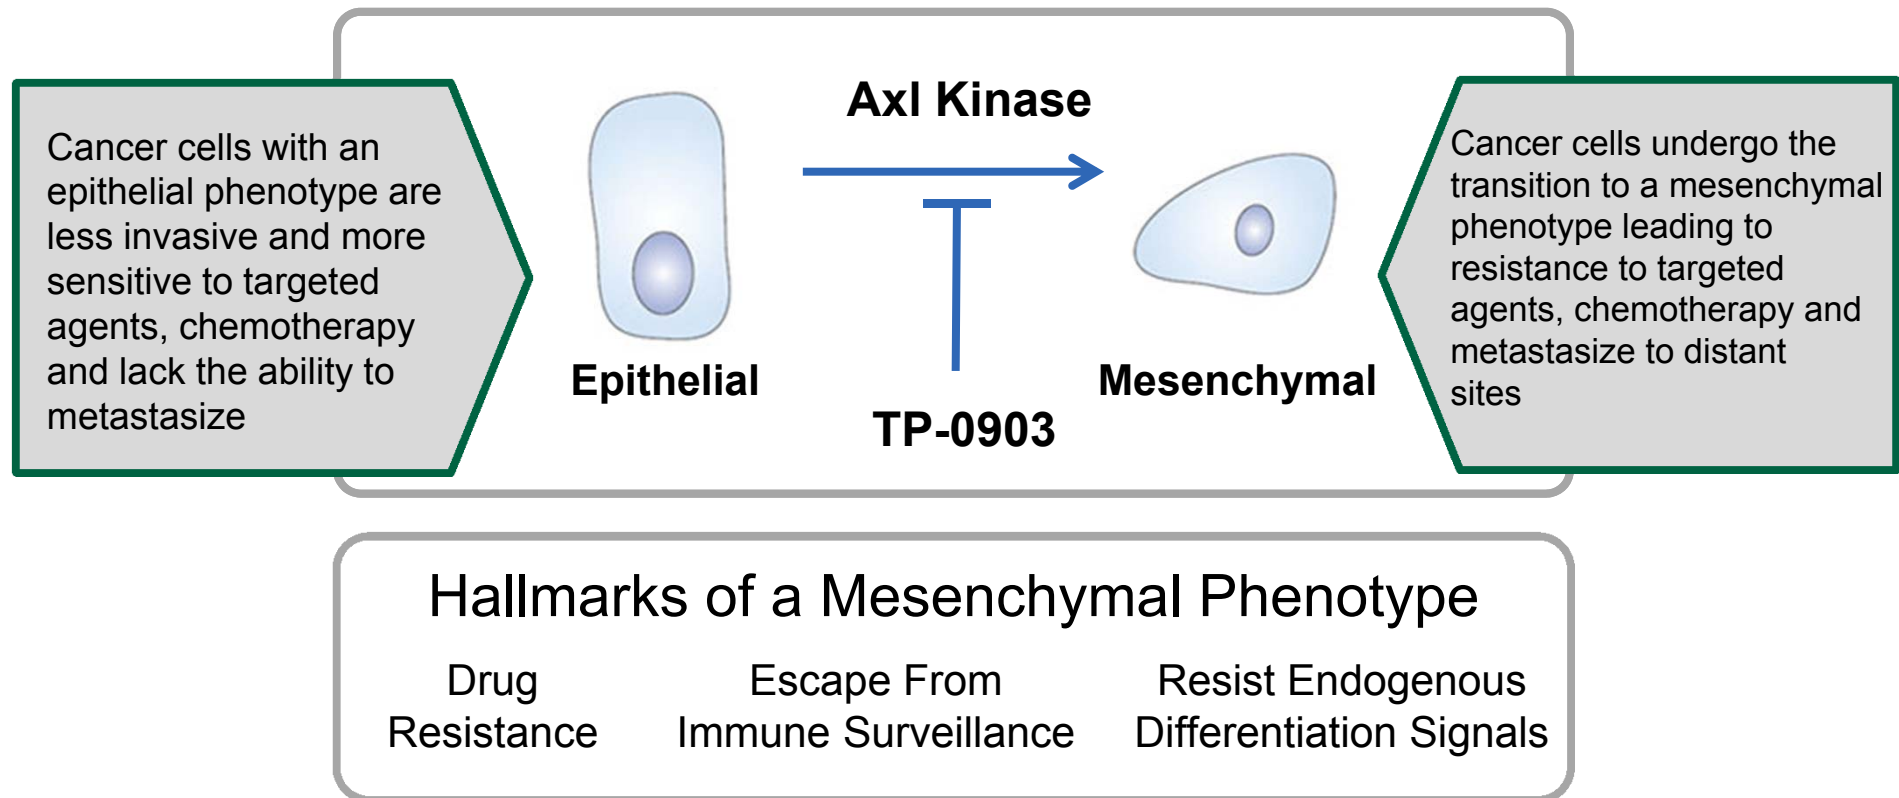 Cancer cells with an
epithelial phenotype are
less invasive and more
sensitive to targeted
agents, chemotherapy
and lack the ability to
metastasize
Axl Kinase
Epithelial
Mesenchymal
TP-0903
Cancer cells undergo the
transition to a mesenchymal
phenotype leading to
resistance to targeted
agents, chemotherapy and
metastasize to distant
sites
Hallmarks of a Mesenchymal Phenotype
Drug
Resistance
Escape From
Immune Surveillance
Resist Endogenous
Differentiation Signals